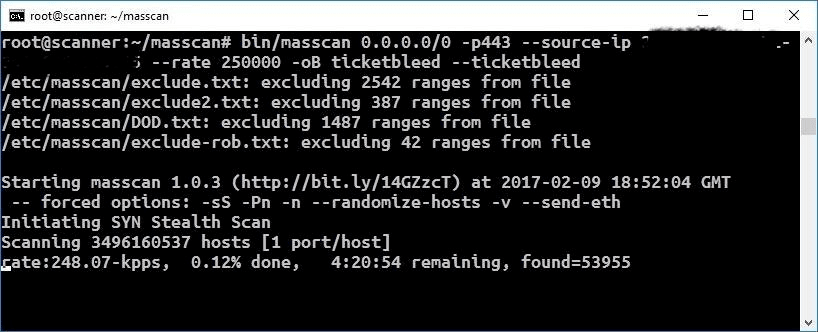 root@scanner: ~/masscan
root@scanner:~/masscan# bin/masscan 0.0.0.0/0 -p443 --source-ip
--rate 250000 -oB ticketbleed --ticketbleed
/etc/masscan/exclude.txt: excluding 2542 ranges from file
/etc/masscan/exclude2.txt: excluding 387 ranges from file
/etc/masscan/DOD.txt: excluding 1487 ranges from file
/etc/masscan/exclude-rob.txt: excluding 42 ranges from file
Starting masscan 1.0.3 (http://bit.ly/14GZzcT) at 2017-02-09 18:52:04 GMT
-- forced options: -sS -Pn -n --randomize-hosts -v --send-eth
Initiating SYN Stealth Scan
Scanning 3496160537 hosts [1 port/host]
rate:248.07-kpps, 0.12% done, 4:20:54 remaining, found=53955